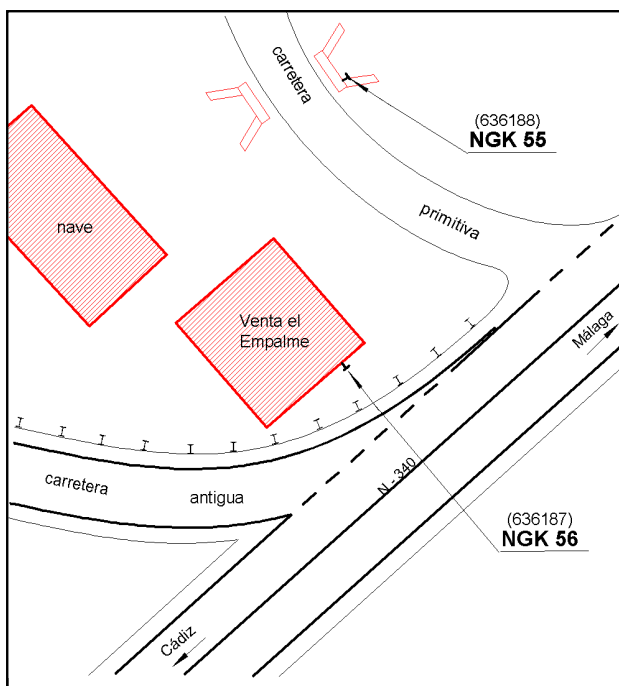 carretera
(636188)
NGK 55
primitiva
nave
Venta el
Empalme
Málaga
N - 340
carretera
antigua
(636187)
NGK 56
Cádiz